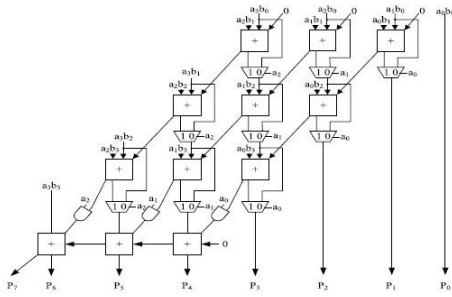 a₃b₀ 0 a₂b₀ 0 a₁b₀ 0 a₀b₀
a₂b₁ a₁b₁ a₀b₁
+ + +
1 0 a₂ 1 0 a₁ 1 0 a₀
a₃b₁
a₂b₂ a₁b₂ a₀b₂
+ + +
1 0 a₂ 1 0 a₁ 1 0 a₀
a₃b₂
a₂b₃ a₁b₃ a₀b₃
+ + +
a₃b₃
a₂ 1 0 a₂ a₁ 1 0 a₁ a₀ 1 0 a₀
+ + + 0
P₇ P₆ P₅ P₄ P₃ P₂ P₁ P₀